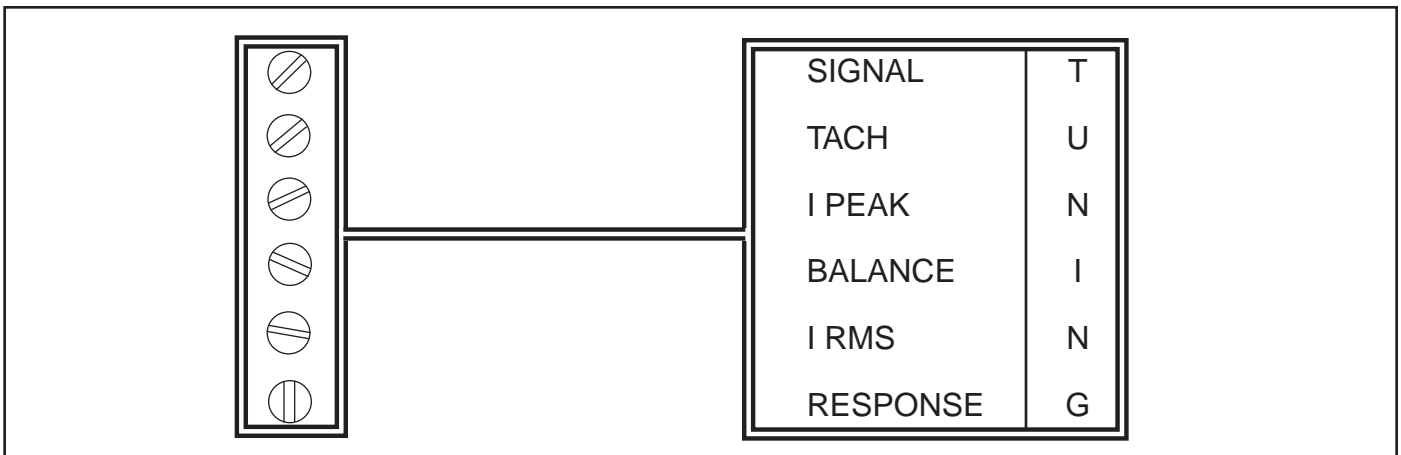 SIGNAL T
TACH U
I PEAK N
BALANCE I
I RMS N
RESPONSE G